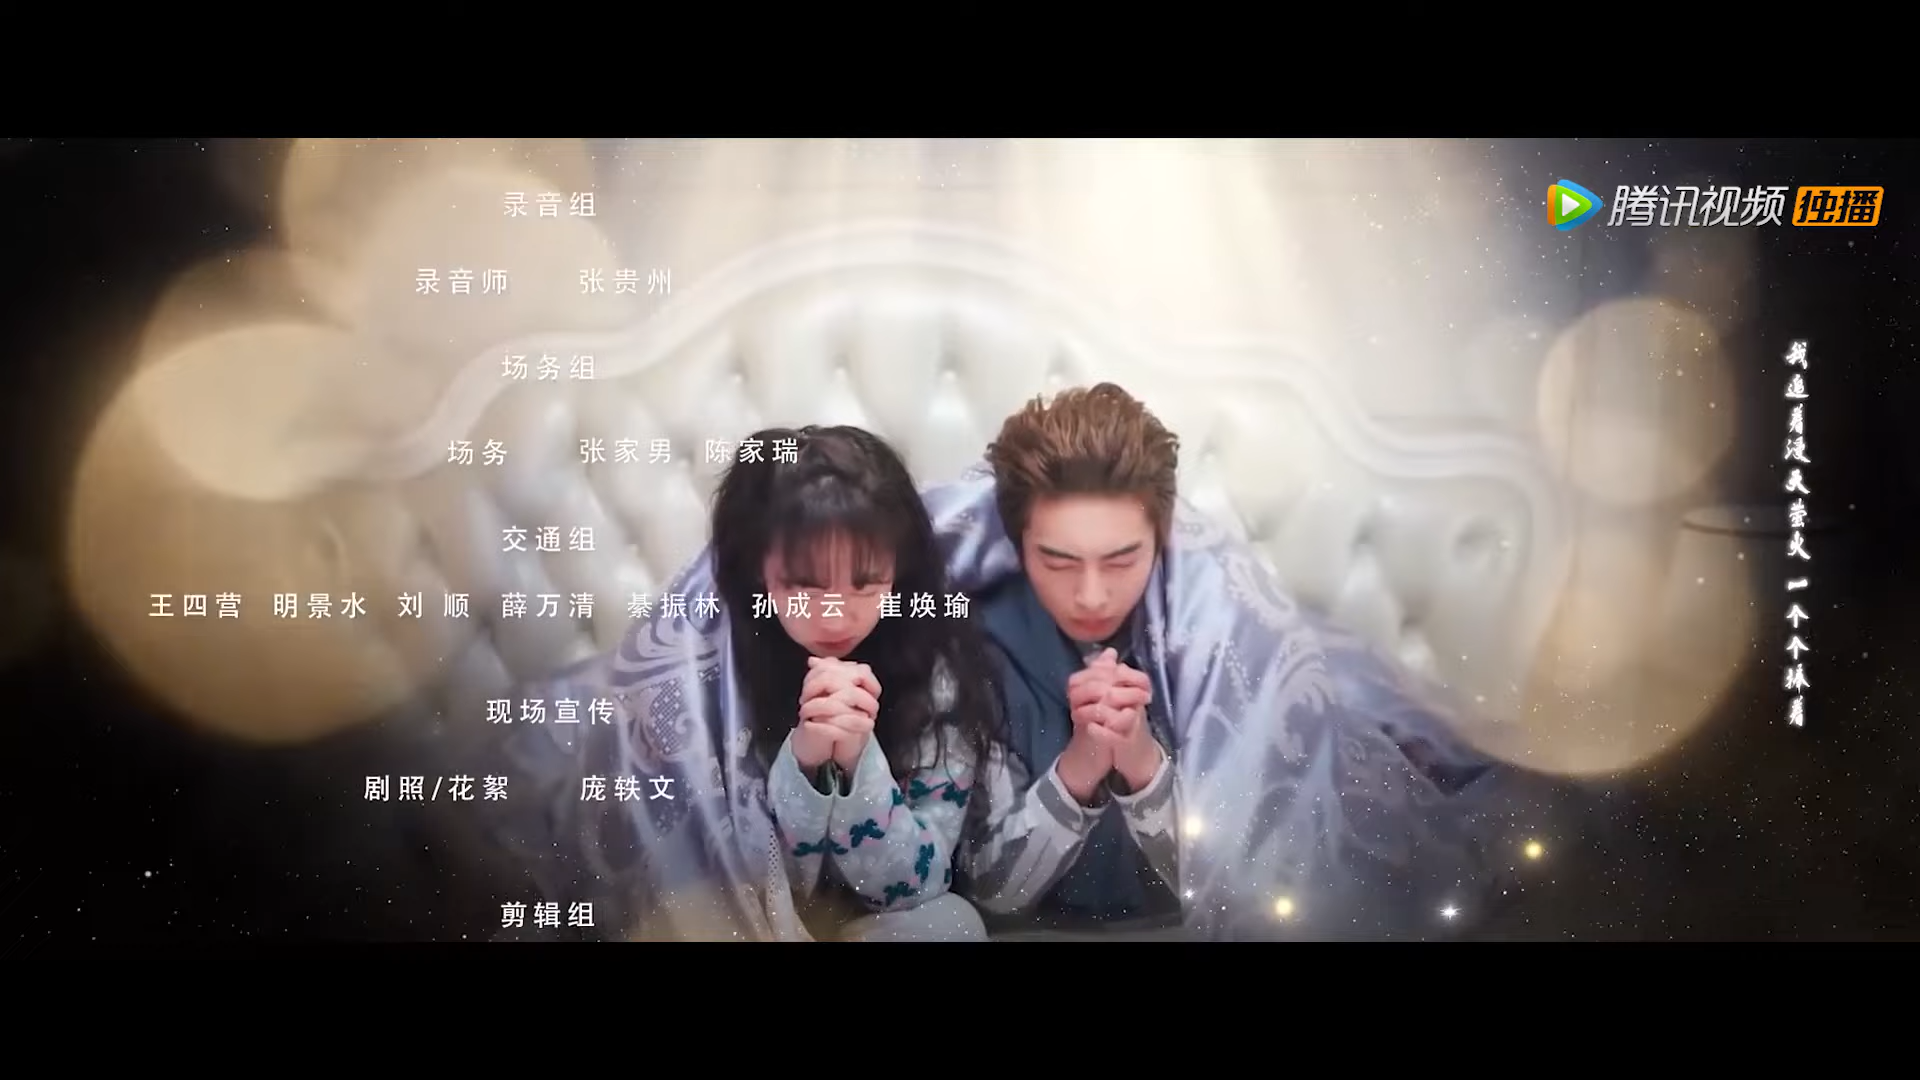 录音组
录音师 张贵州
场务组
场务 张家男 陈家瑞
交通组
王四营 明景水 刘 顺 薛万清 綦振林 孙成云 崔焕瑜
现场宣传
剧照/花絮 庞轶文
剪辑组
腾讯视频 独播
我追着漫天萤火 一个个捧着